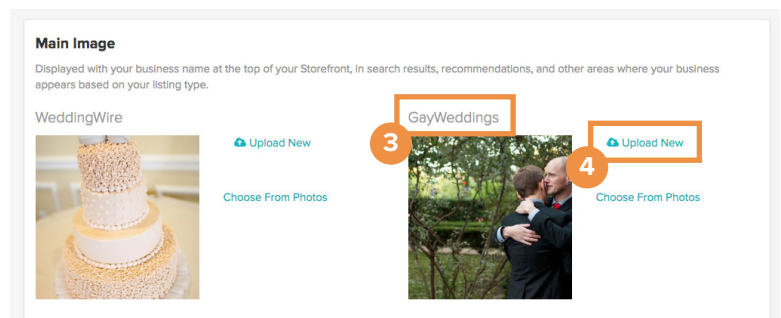 Main Image
Displayed with your business name at the top of your Storefront, in search results, recommendations, and other areas where your business
appears based on your listing type.
WeddingWire
GayWeddings
3
Upload New
Upload New
4
Choose From Photos
Choose From Photos